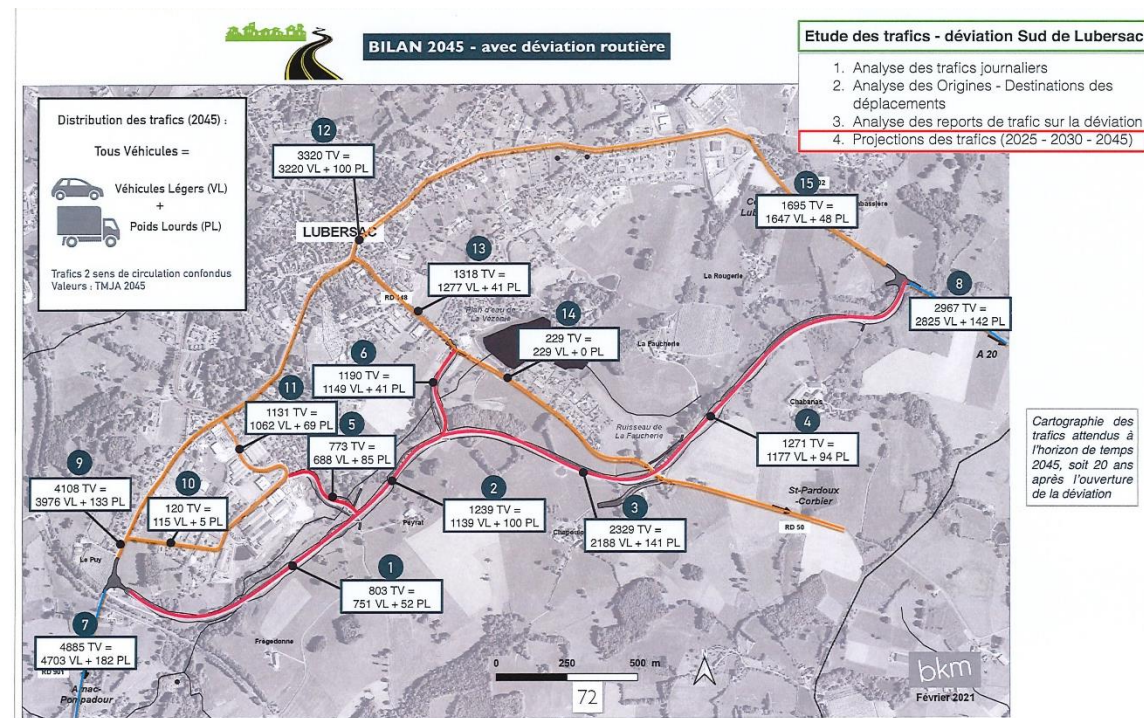 BILAN 2045 - avec déviation routière
Etude des trafics - déviation Sud de Lubersac
1. Analyse des trafics journaliers
2. Analyse des Origines - Destinations des
déplacements
3. Analyse des reports de trafic sur la déviation
4. Projections des trafics (2025 - 2030 - 2045)
Distribution des trafics (2045) :
Tous Véhicules =
Véhicules Légers (VL)
+
Poids Lourds (PL)
Trafics 2 sens de circulation confondus
Valeurs : TMJA 2045
12
3320 TV =
3220 VL + 100 PL
LUBERSAC
15
1695 TV =
1647 VL + 48 PL
13
1318 TV =
1277 VL + 41 PL
La Rougerie
Plan d'eau de
La Vézénie
14
229 TV =
229 VL + 0 PL
La Faucherie
8
2967 TV =
2825 VL + 142 PL
A 20
6
1190 TV =
1149 VL + 41 PL
Ruisseau de
La Faucherie
Chabanas
11
1131 TV =
1062 VL + 69 PL
5
773 TV =
688 VL + 85 PL
4
1271 TV =
1177 VL + 94 PL
Cartographie des
trafics attendus à
l'horizon de temps
2045, soit 20 ans
après l'ouverture
de la déviation
9
4108 TV =
3976 VL + 133 PL
10
120 TV =
115 VL + 5 PL
2
1239 TV =
1139 VL + 100 PL
Peyrat
St-Pardoux
-Corbier
RD 50
3
2329 TV =
2188 VL + 141 PL
Le Puy
1
803 TV =
751 VL + 52 PL
Frégedonne
7
4885 TV =
4703 VL + 182 PL
Arnac-
Pompadour
0 250 500 m
72
bkm
Février 2021